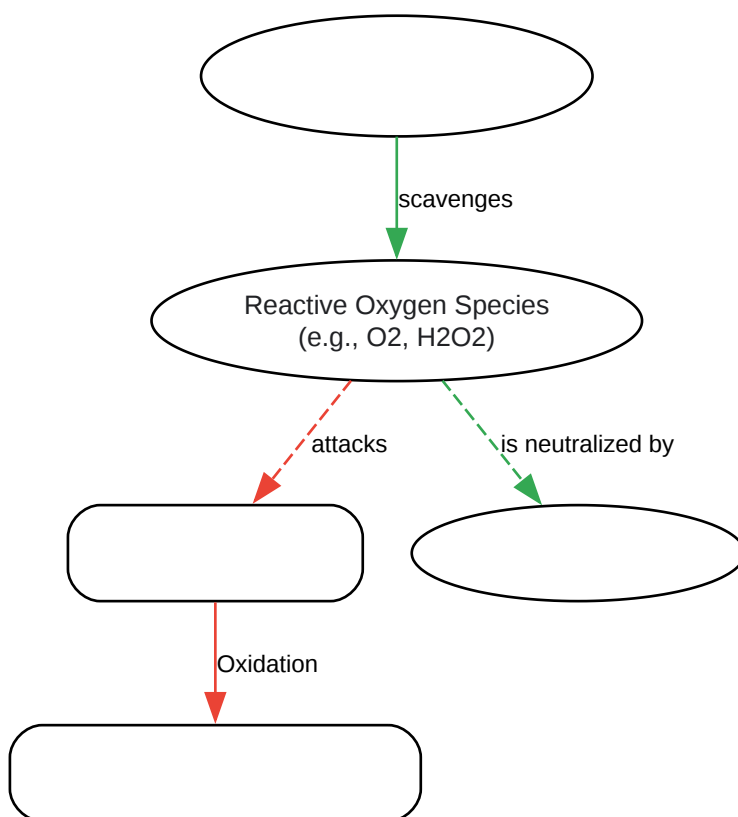 scavenges
Reactive Oxygen Species
(e.g., O2, H2O2)
attacks
is neutralized by
Oxidation